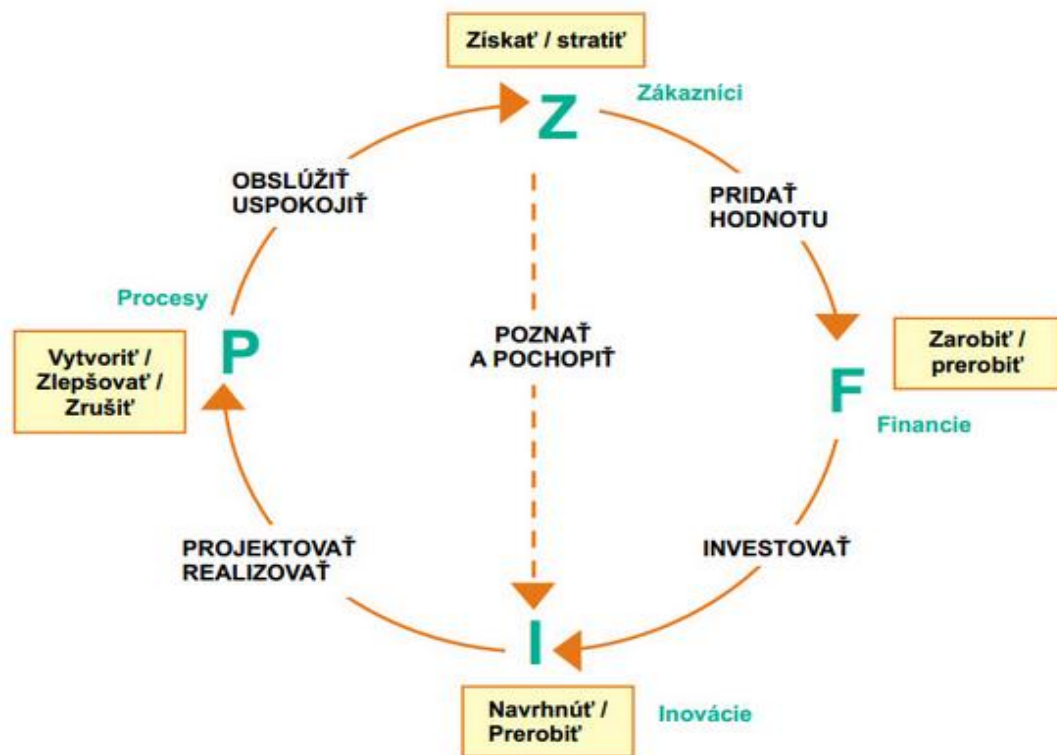 Získať / stratiť
Z
Zákazníci
OBSLÚŽIŤ
USPOKOJIŤ
PRIDAŤ
HODNOTU
Procesy
P
Vytvoriť /
Zlepšovať /
Zrušiť
POZNAŤ
A POCHOPIŤ
Zarobiť /
prerobiť
F
Financie
PROJEKTOVAŤ
REALIZOVAŤ
INVESTOVAŤ
I
Navrhnúť /
Prerobiť
Inovácie